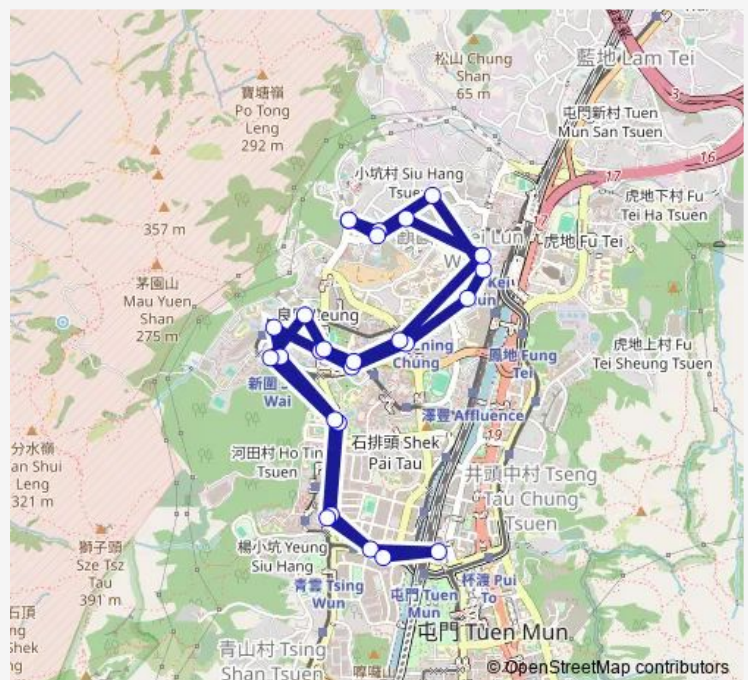 藍地 Lam Tei
松山 Chung
Shan
65 m
寶塘嶺
Po Tong
Leng
292 m
屯門新村 Tuen
Mun San Tsuen
3
16
17
17
小坑村 Siu Hang
虎地下村 Fu
Tei Ha Tsuen
357 m
虎地 Fu Tei
茅園山
Mau Yuen
Shan
275 m
虎地上村 Fu
Tei Sheung Tsuen
鳳地 Fung
Tei
新圍
Wai
澤豐 Affluence
19
分水嶺
Leng
321 m
河田村 Ho Tin
Tsuen
石排頭 Shek
Pai Tau
井頭中村 Tseng
Tau Chung
Tsuen
獅子頭
Sze Tsz
Tau
391 m
楊小坑 Yeung
Siu Hang
青雲 Tsing
Wun
屯門 Tuen
Mun
杯渡 Pui
To
屯門 Tuen Mun
青山村 Tsing
Shan Tsuen
© OpenStreetMap contributors